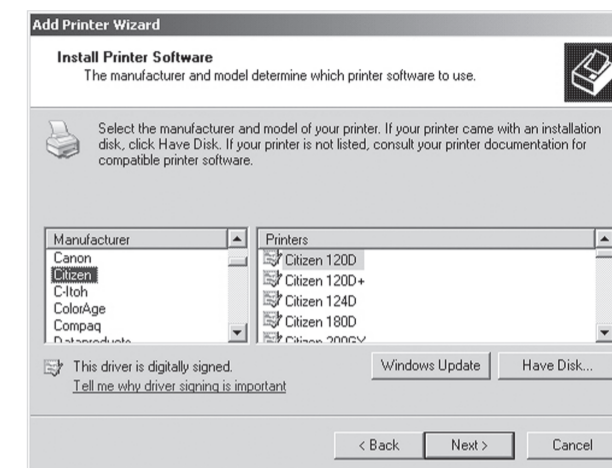 Add Printer Wizard
Install Printer Software
The manufacturer and model determine which printer software to use.
Select the manufacturer and model of your printer. If your printer came with an installation
disk, click Have Disk. If your printer is not listed, consult your printer documentation for
compatible printer software.
Manufacturer
Canon
Citizen
C-Itoh
ColorAge
Compaq
Printers
Citizen 120D
Citizen 120D+
Citizen 124D
Citizen 180D
Citizen 200GX
This driver is digitally signed.
Tell me why driver signing is important
Windows Update
Have Disk...
< Back
Next >
Cancel